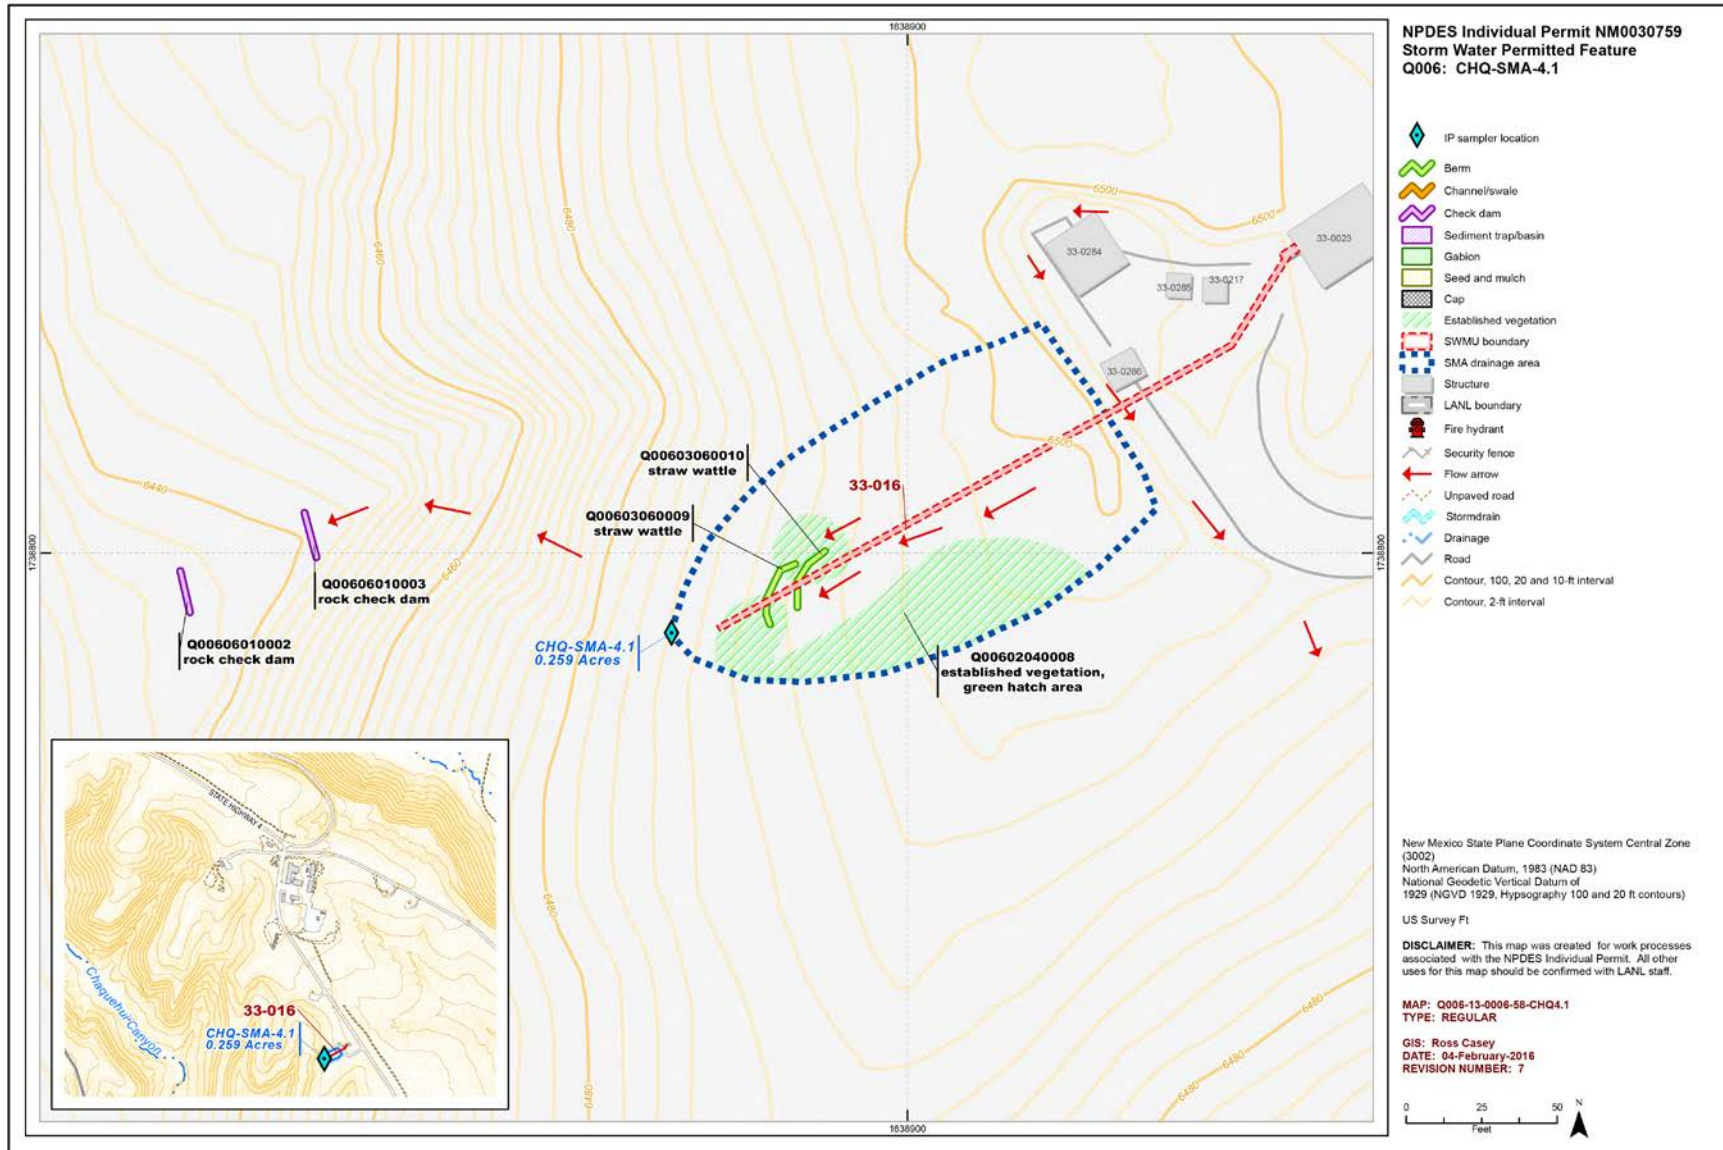 NPDES Individual Permit NM0030759
Storm Water Permitted Feature
Q006: CHQ-SMA-4.1
IP sampler location
Berm
Channel/swale
Check dam
Sediment trap/basin
Gabion
Seed and mulch
Cap
Established vegetation
SWMU boundary
SMA drainage area
Structure
LANL boundary
Fire hydrant
Security fence
Flow arrow
Unpaved road
Stormdrain
Drainage
Road
Contour, 100, 20 and 10-ft interval
Contour, 2-ft interval
New Mexico State Plane Coordinate System Central Zone
(3002)
North American Datum, 1983 (NAD 83)
National Geodetic Vertical Datum of
1929 (NGVD 1929, Hypsography 100 and 20 ft contours)
US Survey Ft
DISCLAIMER: This map was created for work processes
associated with the NPDES Individual Permit. All other
uses for this map should be confirmed with LANL staff.
MAP: Q006-13-0006-58-CHQ4.1
TYPE: REGULAR
GIS: Ross Casey
DATE: 04-February-2016
REVISION NUMBER: 7
0 25 50
Feet
N
1638900
6480
6460
6500
6500
33-0023
33-0284
33-0285
33-0217
33-0286
6500
Q00603060010
straw wattle
33-016
6440
Q00603060009
straw wattle
1738800
1738800
6460
Q00606010003
rock check dam
Q00606010002
rock check dam
CHQ-SMA-4.1
0.259 Acres
Q00602040008
established vegetation,
green hatch area
6480
6480
6480
6480
6480
1638900
STATE HIGHWAY 4
Chaquehui Canyon
33-016
CHQ-SMA-4.1
0.259 Acres